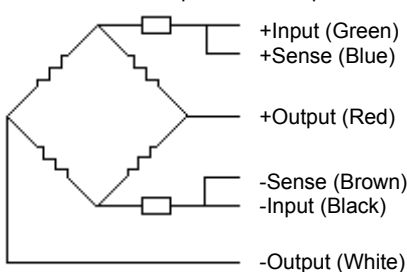 +Input (Green)
+Sense (Blue)
+Output (Red)
-Sense (Brown)
-Input (Black)
-Output (White)